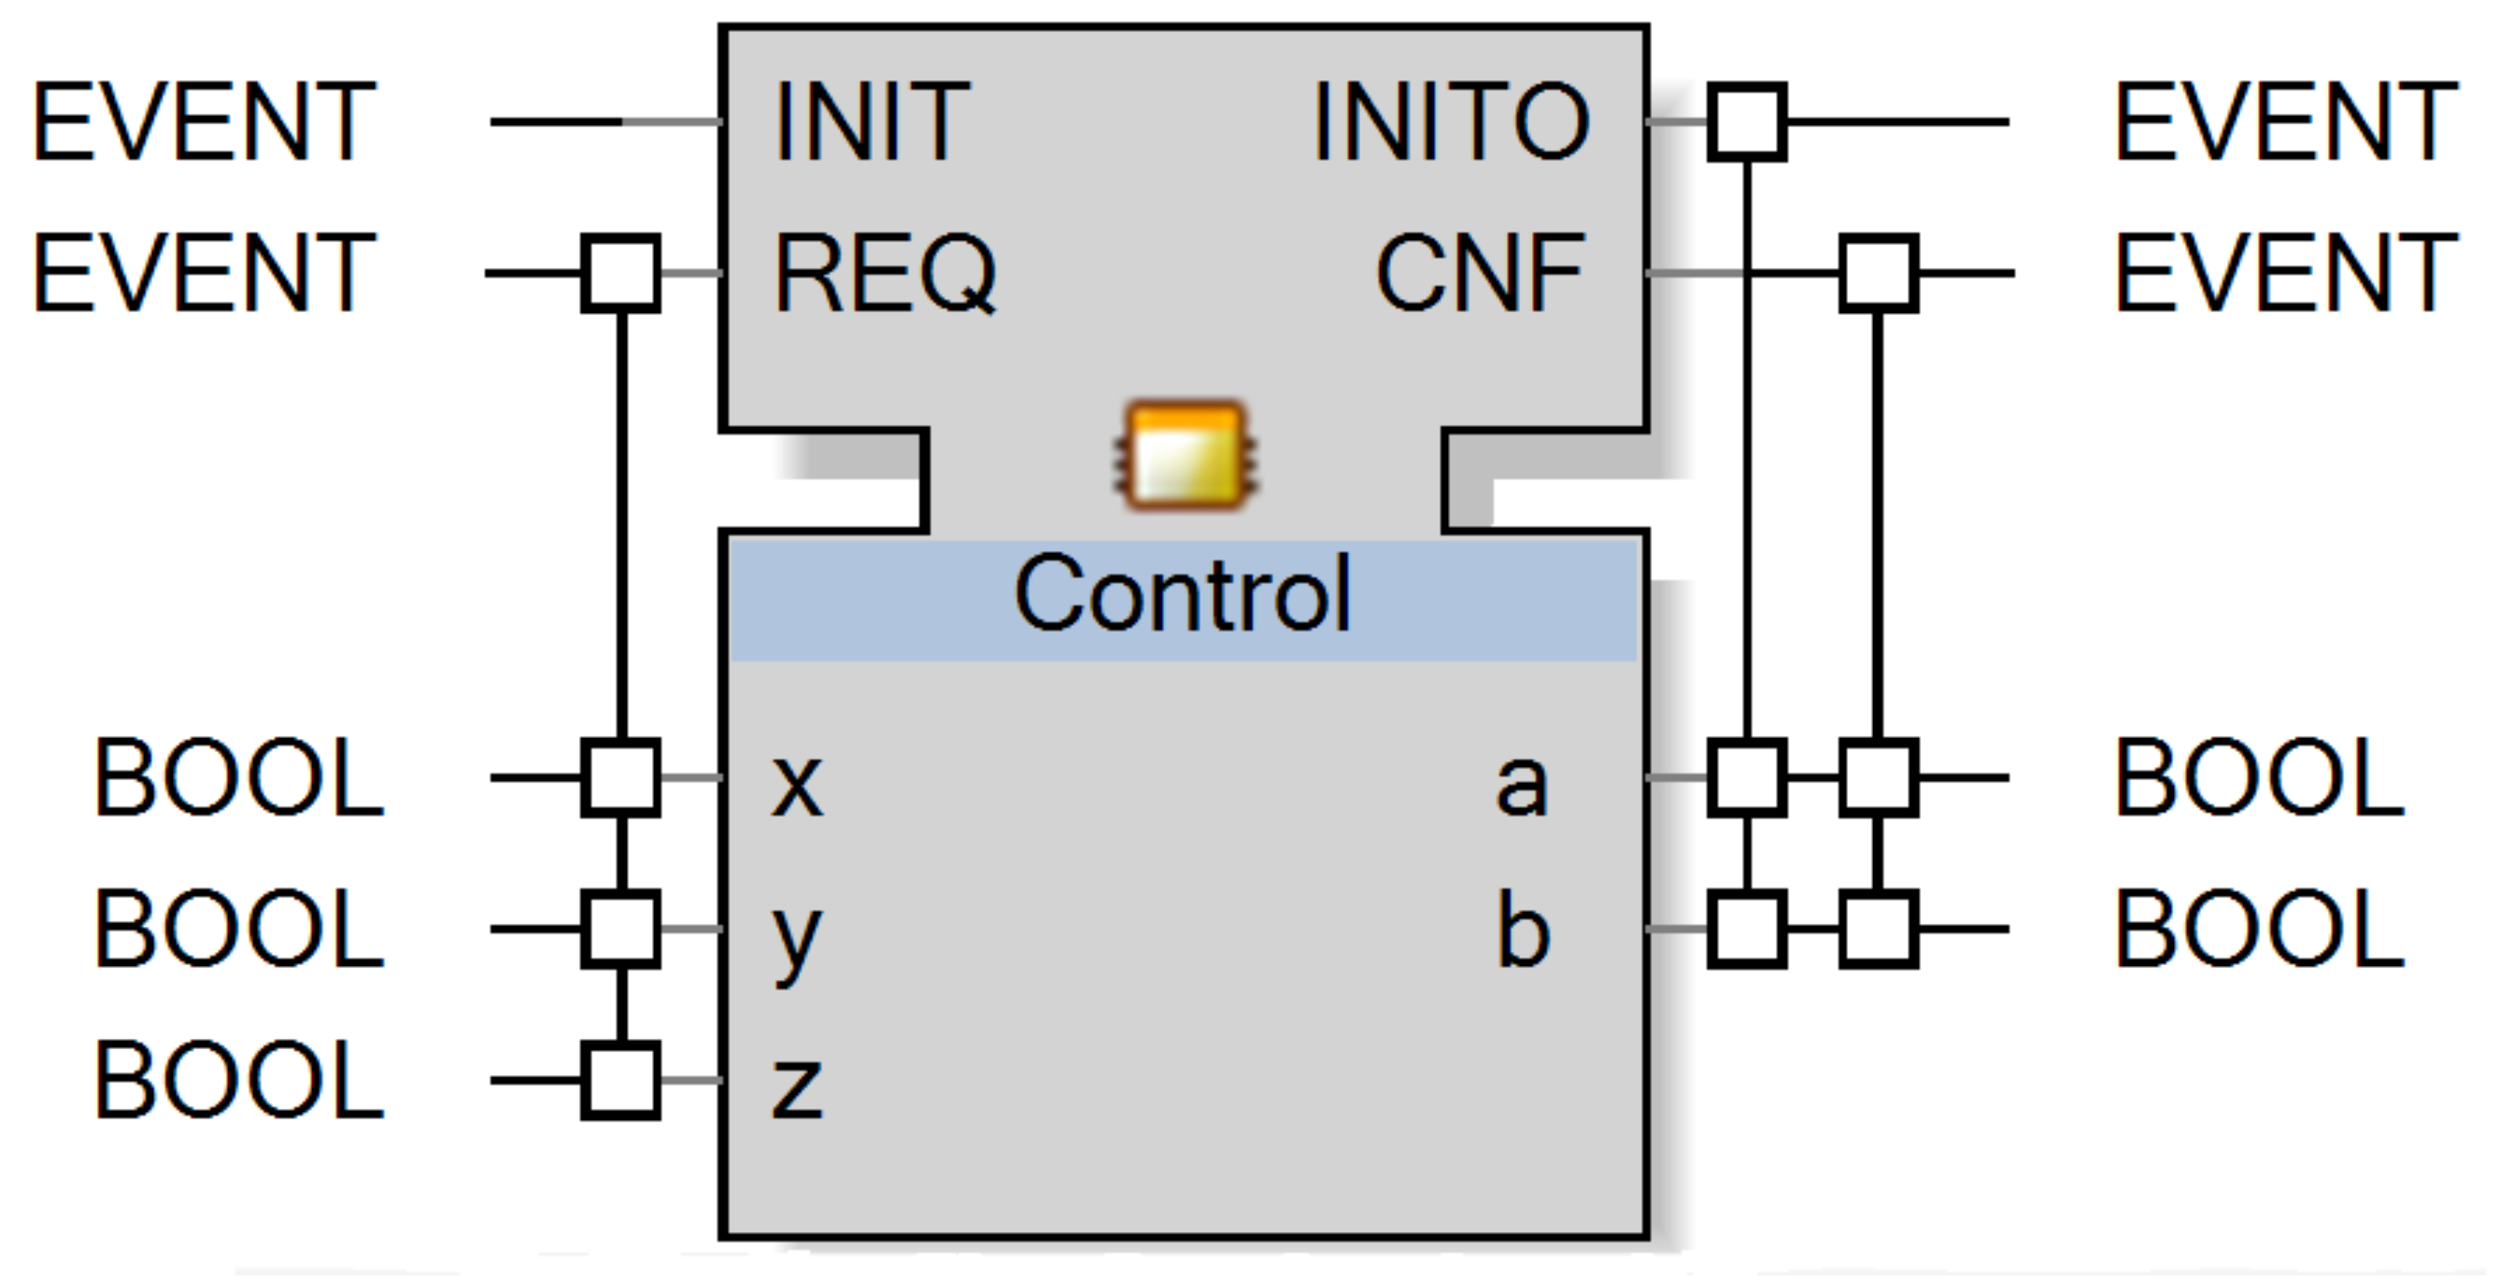 EVENT INIT INITO EVENT
EVENT REQ CNF EVENT
Control
BOOL x a BOOL
BOOL y b BOOL
BOOL z